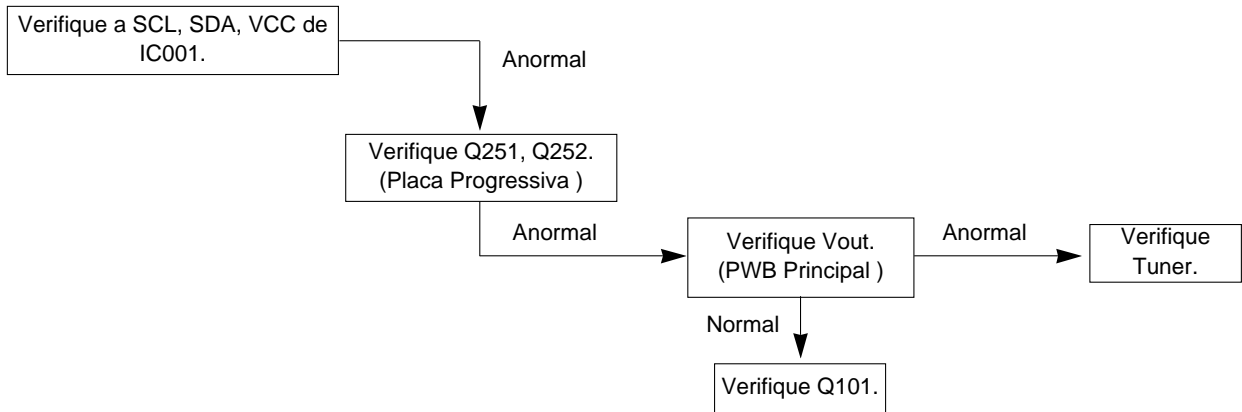 Verifique a SCL, SDA, VCC de
IC001.
Anormal
Verifique Q251, Q252.
(Placa Progressiva )
Anormal
Verifique Vout.
(PWB Principal )
Anormal
Verifique
Tuner.
Normal
Verifique Q101.